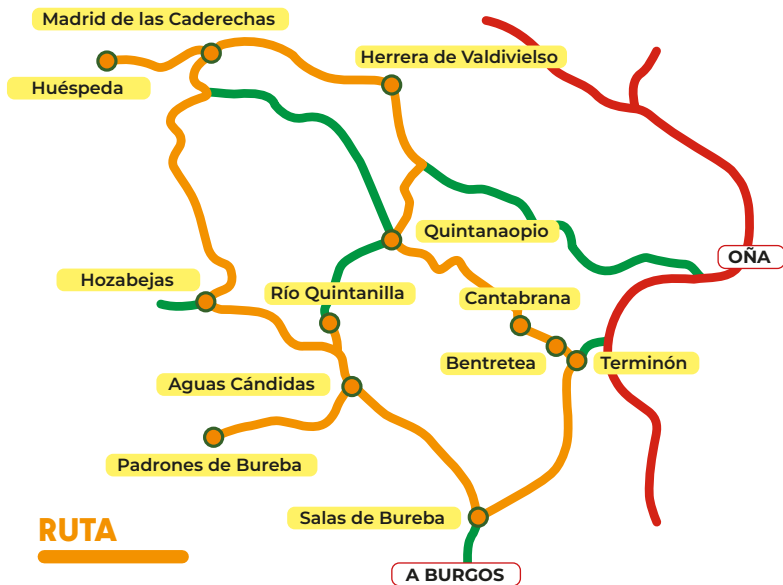 Madrid de las Caderechas
Herrera de Valdivielso
Huéspeda
Quintanaopio
OÑA
Hozabejas
Río Quintanilla
Cantabrana
Bentretea
Terminón
Aguas Cándidas
Padrones de Bureba
Salas de Bureba
RUTA
A BURGOS